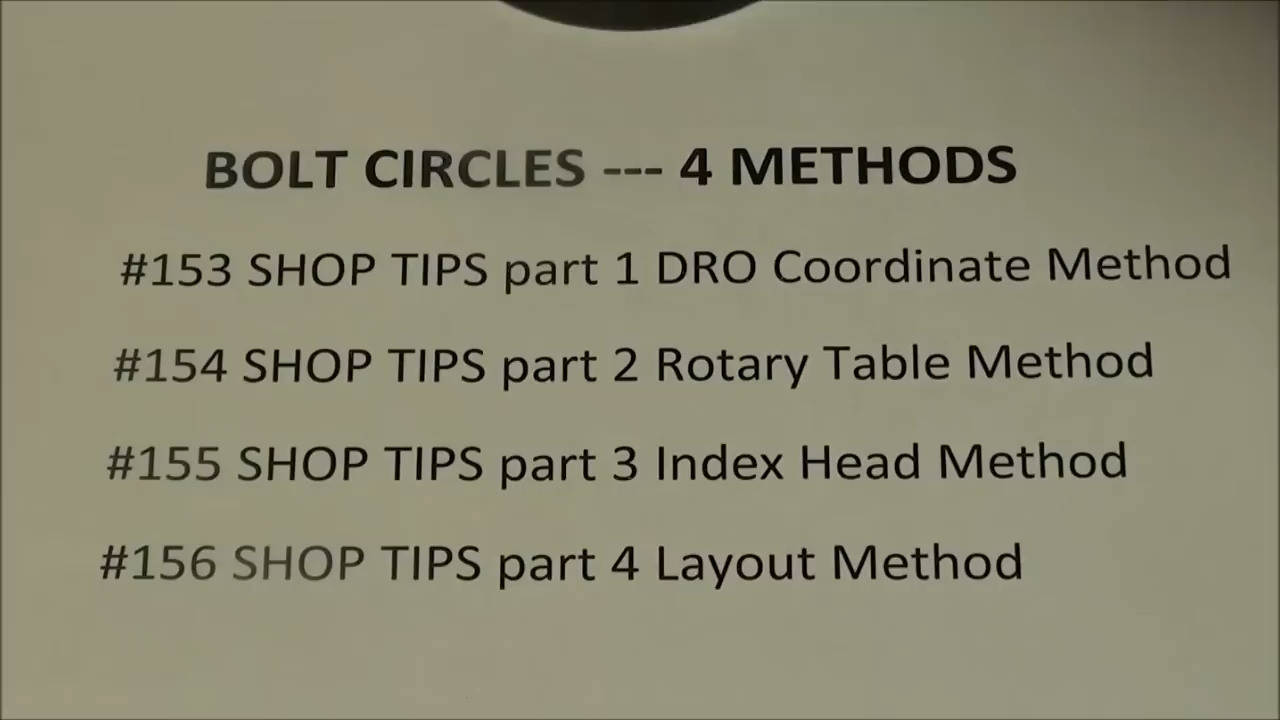 BOLT CIRCLES --- 4 METHODS
#153 SHOP TIPS part 1 DRO Coordinate Method
#154 SHOP TIPS part 2 Rotary Table Method
#155 SHOP TIPS part 3 Index Head Method
#156 SHOP TIPS part 4 Layout Method